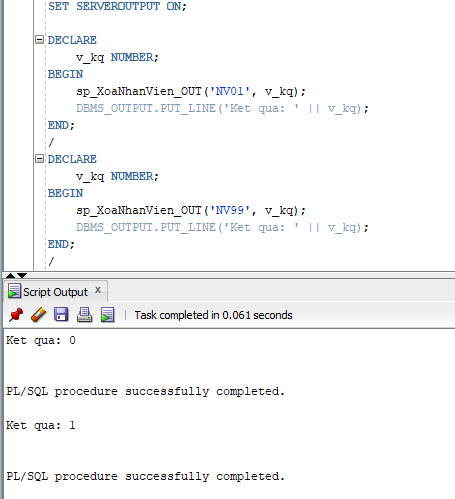 SET SERVEROUTPUT ON;
DECLARE
v_kq NUMBER;
BEGIN
sp_XoaNhanVien_OUT('NV01', v_kq);
DBMS_OUTPUT.PUT_LINE('Ket qua: ' || v_kq);
END;
/
DECLARE
v_kq NUMBER;
BEGIN
sp_XoaNhanVien_OUT('NV99', v_kq);
DBMS_OUTPUT.PUT_LINE('Ket qua: ' || v_kq);
END;
/
Script Output x
Task completed in 0.061 seconds
Ket qua: 0
PL/SQL procedure successfully completed.
Ket qua: 1
PL/SQL procedure successfully completed.